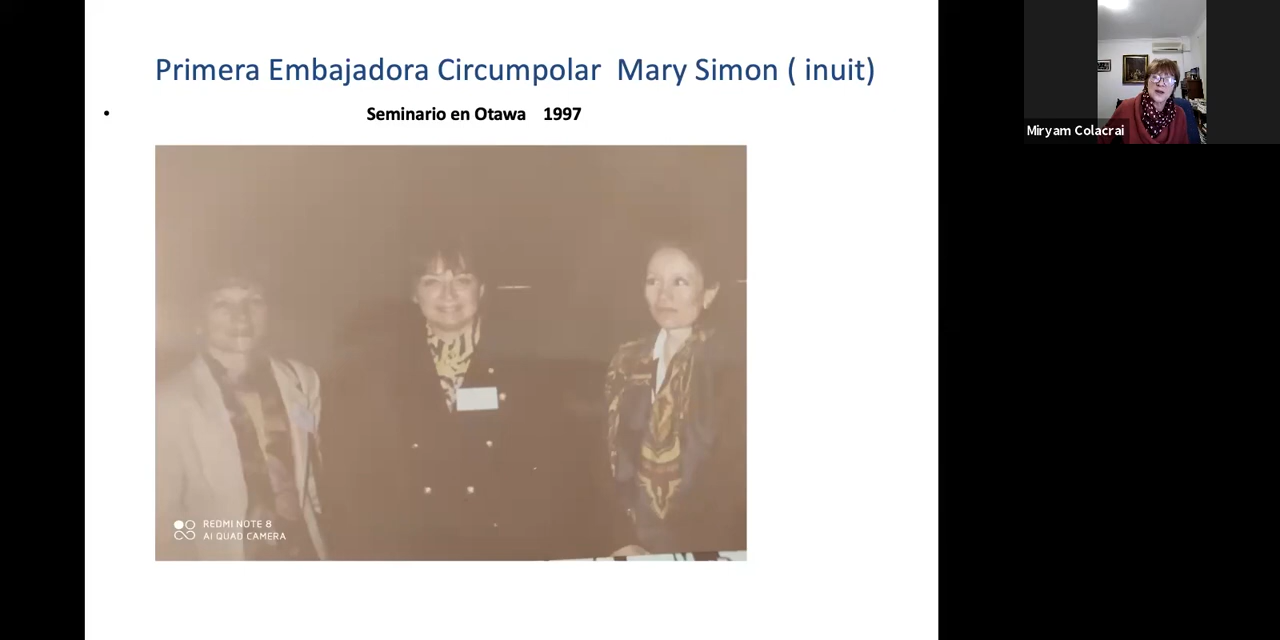 Primera Embajadora Circumpolar Mary Simon ( inuit)
• Seminario en Otawa 1997
Miryam Colacrai
REDMI NOTE 8
AI QUAD CAMERA